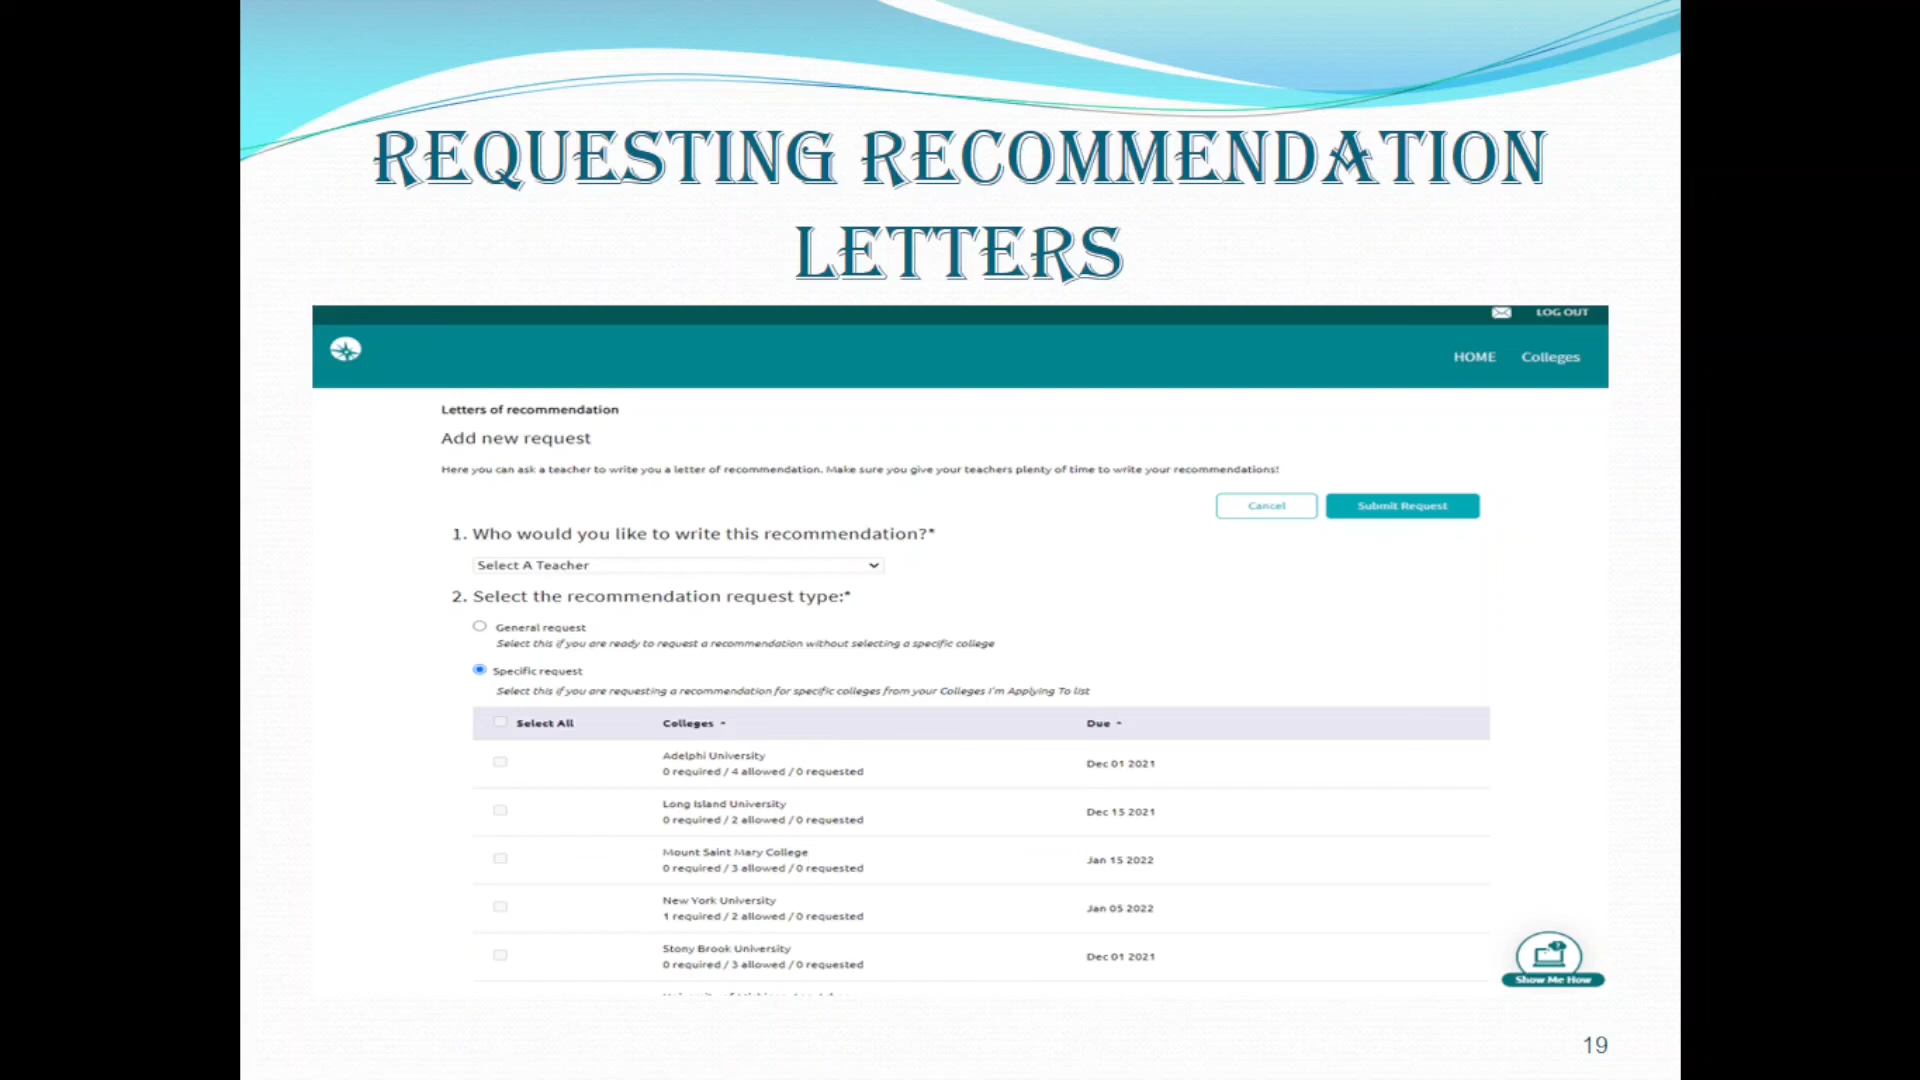 REQUESTING RECOMMENDATION
LETTERS
LOG OUT
HOME Colleges
Letters of recommendation
Add new request
Here you can ask a teacher to write you a letter of recommendation. Make sure you give your teachers plenty of time to write your recommendations!
Cancel Submit Request
1. Who would you like to write this recommendation?*
Select A Teacher
2. Select the recommendation request type:*
General request
Select this if you are ready to request a recommendation without selecting a specific college
Specific request
Select this if you are requesting a recommendation for specific colleges from your Colleges I'm Applying To list
Select All Colleges Due
Adelphi University
0 required / 4 allowed / 0 requested
Dec 01 2021
Long Island University
0 required / 2 allowed / 0 requested
Dec 15 2021
Mount Saint Mary College
0 required / 3 allowed / 0 requested
Jan 15 2022
New York University
1 required / 2 allowed / 0 requested
Jan 05 2022
Stony Brook University
0 required / 3 allowed / 0 requested
Dec 01 2021
Show Me How
19